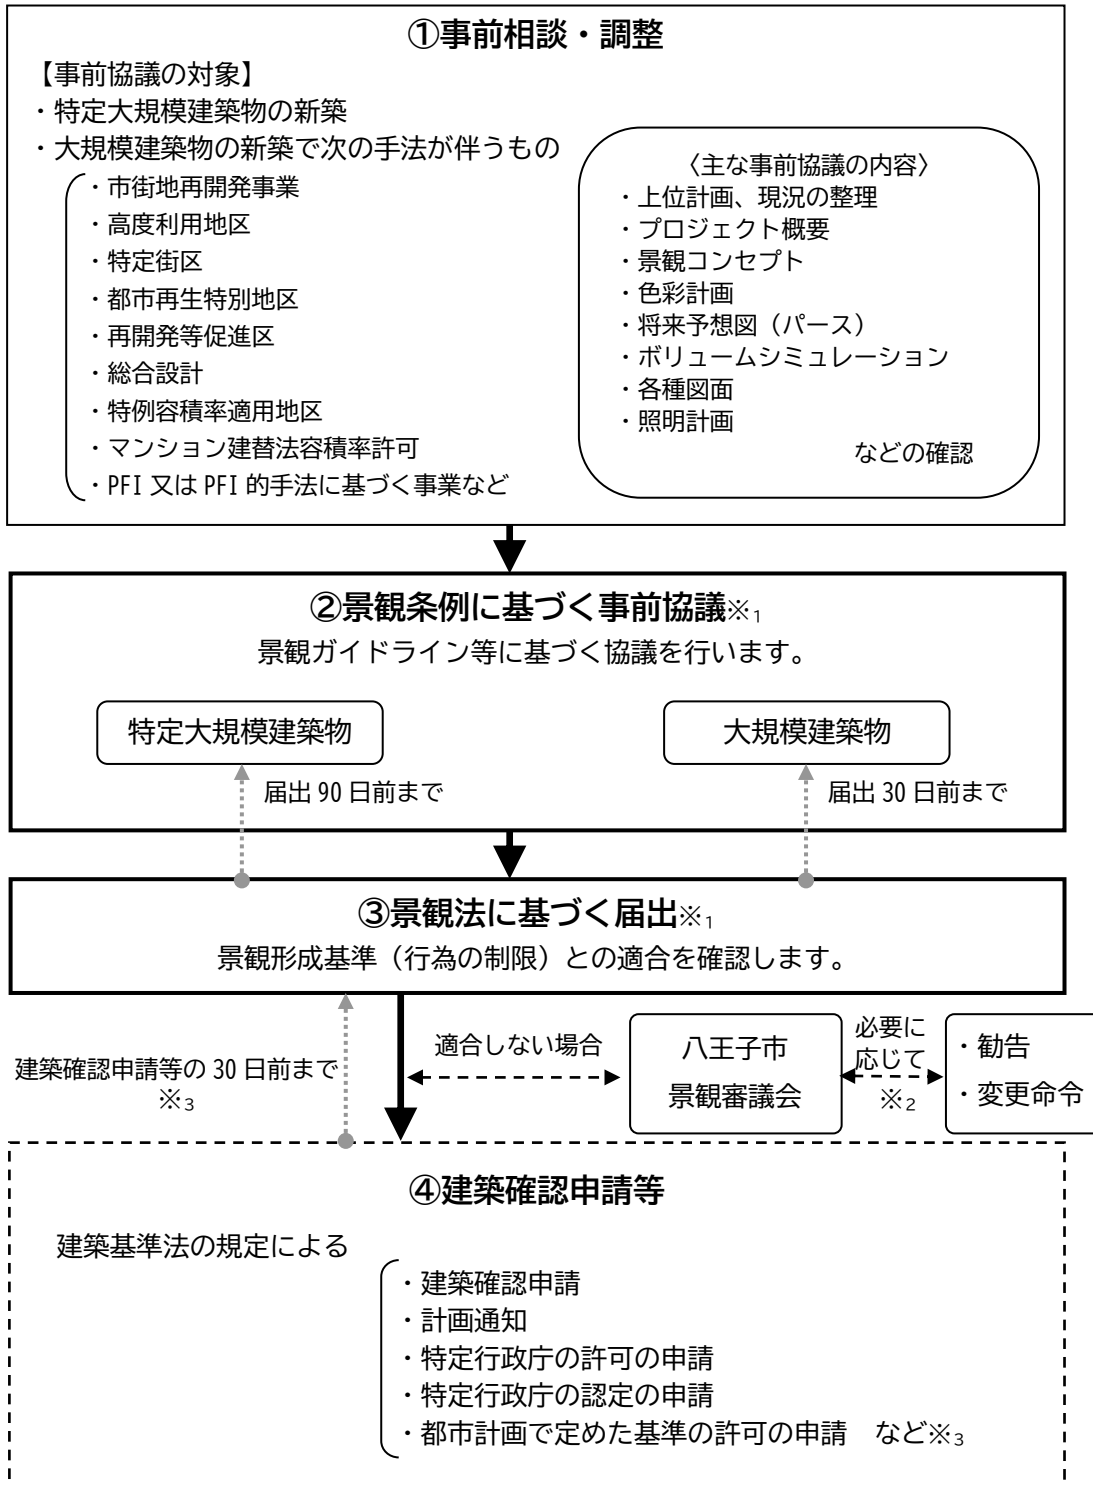 ①事前相談・調整
【事前協議の対象】
・特定大規模建築物の新築
・大規模建築物の新築で次の手法が伴うもの
・市街地再開発事業
・高度利用地区
・特定街区
・都市再生特別地区
・再開発等促進区
・総合設計
・特例容積率適用地区
・マンション建替法容積率許可
・PFI 又は PFI 的手法に基づく事業など
〈主な事前協議の内容〉
・上位計画、現況の整理
・プロジェクト概要
・景観コンセプト
・色彩計画
・将来予想図（パース）
・ボリュームシミュレーション
・各種図面
・照明計画
などの確認
②景観条例に基づく事前協議※1
景観ガイドライン等に基づく協議を行います。
特定大規模建築物
大規模建築物
届出 90 日前まで
届出 30 日前まで
③景観法に基づく届出※1
景観形成基準（行為の制限）との適合を確認します。
建築確認申請等の 30 日前まで
※3
適合しない場合
八王子市
景観審議会
必要に
応じて
※2
・勧告
・変更命令
④建築確認申請等
建築基準法の規定による
・建築確認申請
・計画通知
・特定行政庁の許可の申請
・特定行政庁の認定の申請
・都市計画で定めた基準の許可の申請　など※3